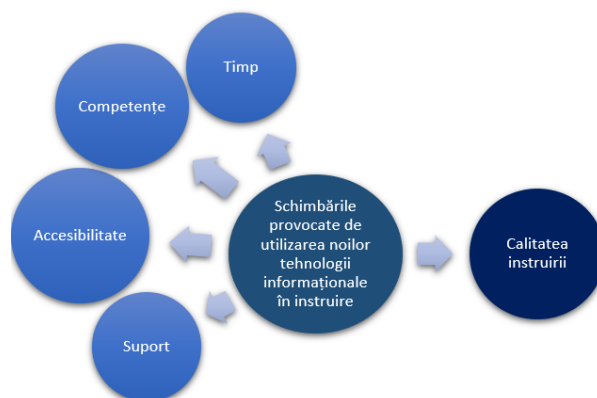 Timp
Competențe
Accesibilitate
Suport
Schimbările
provocate de
utilizarea noilor
tehnologii
informaționale
în instruire
Calitatea
instruirii